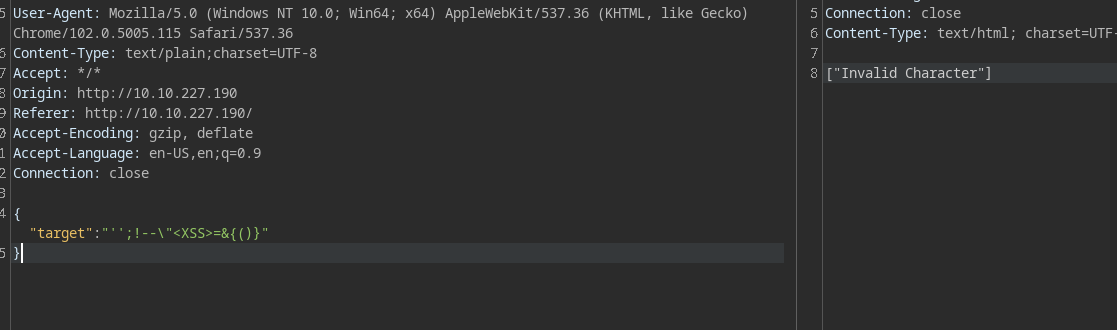 5 User-Agent: Mozilla/5.0 (Windows NT 10.0; Win64; x64) AppleWebKit/537.36 (KHTML, like Gecko)
Chrome/102.0.5005.115 Safari/537.36
6 Content-Type: text/plain;charset=UTF-8
7 Accept: */*
8 Origin: http://10.10.227.190
9 Referer: http://10.10.227.190/
0 Accept-Encoding: gzip, deflate
1 Accept-Language: en-US,en;q=0.9
2 Connection: close
3
4 {
"target":"'';!--\"<XSS>=&{()}"
5 }
5 Connection: close
6 Content-Type: text/html; charset=UTF-
7
8 ["Invalid Character"]